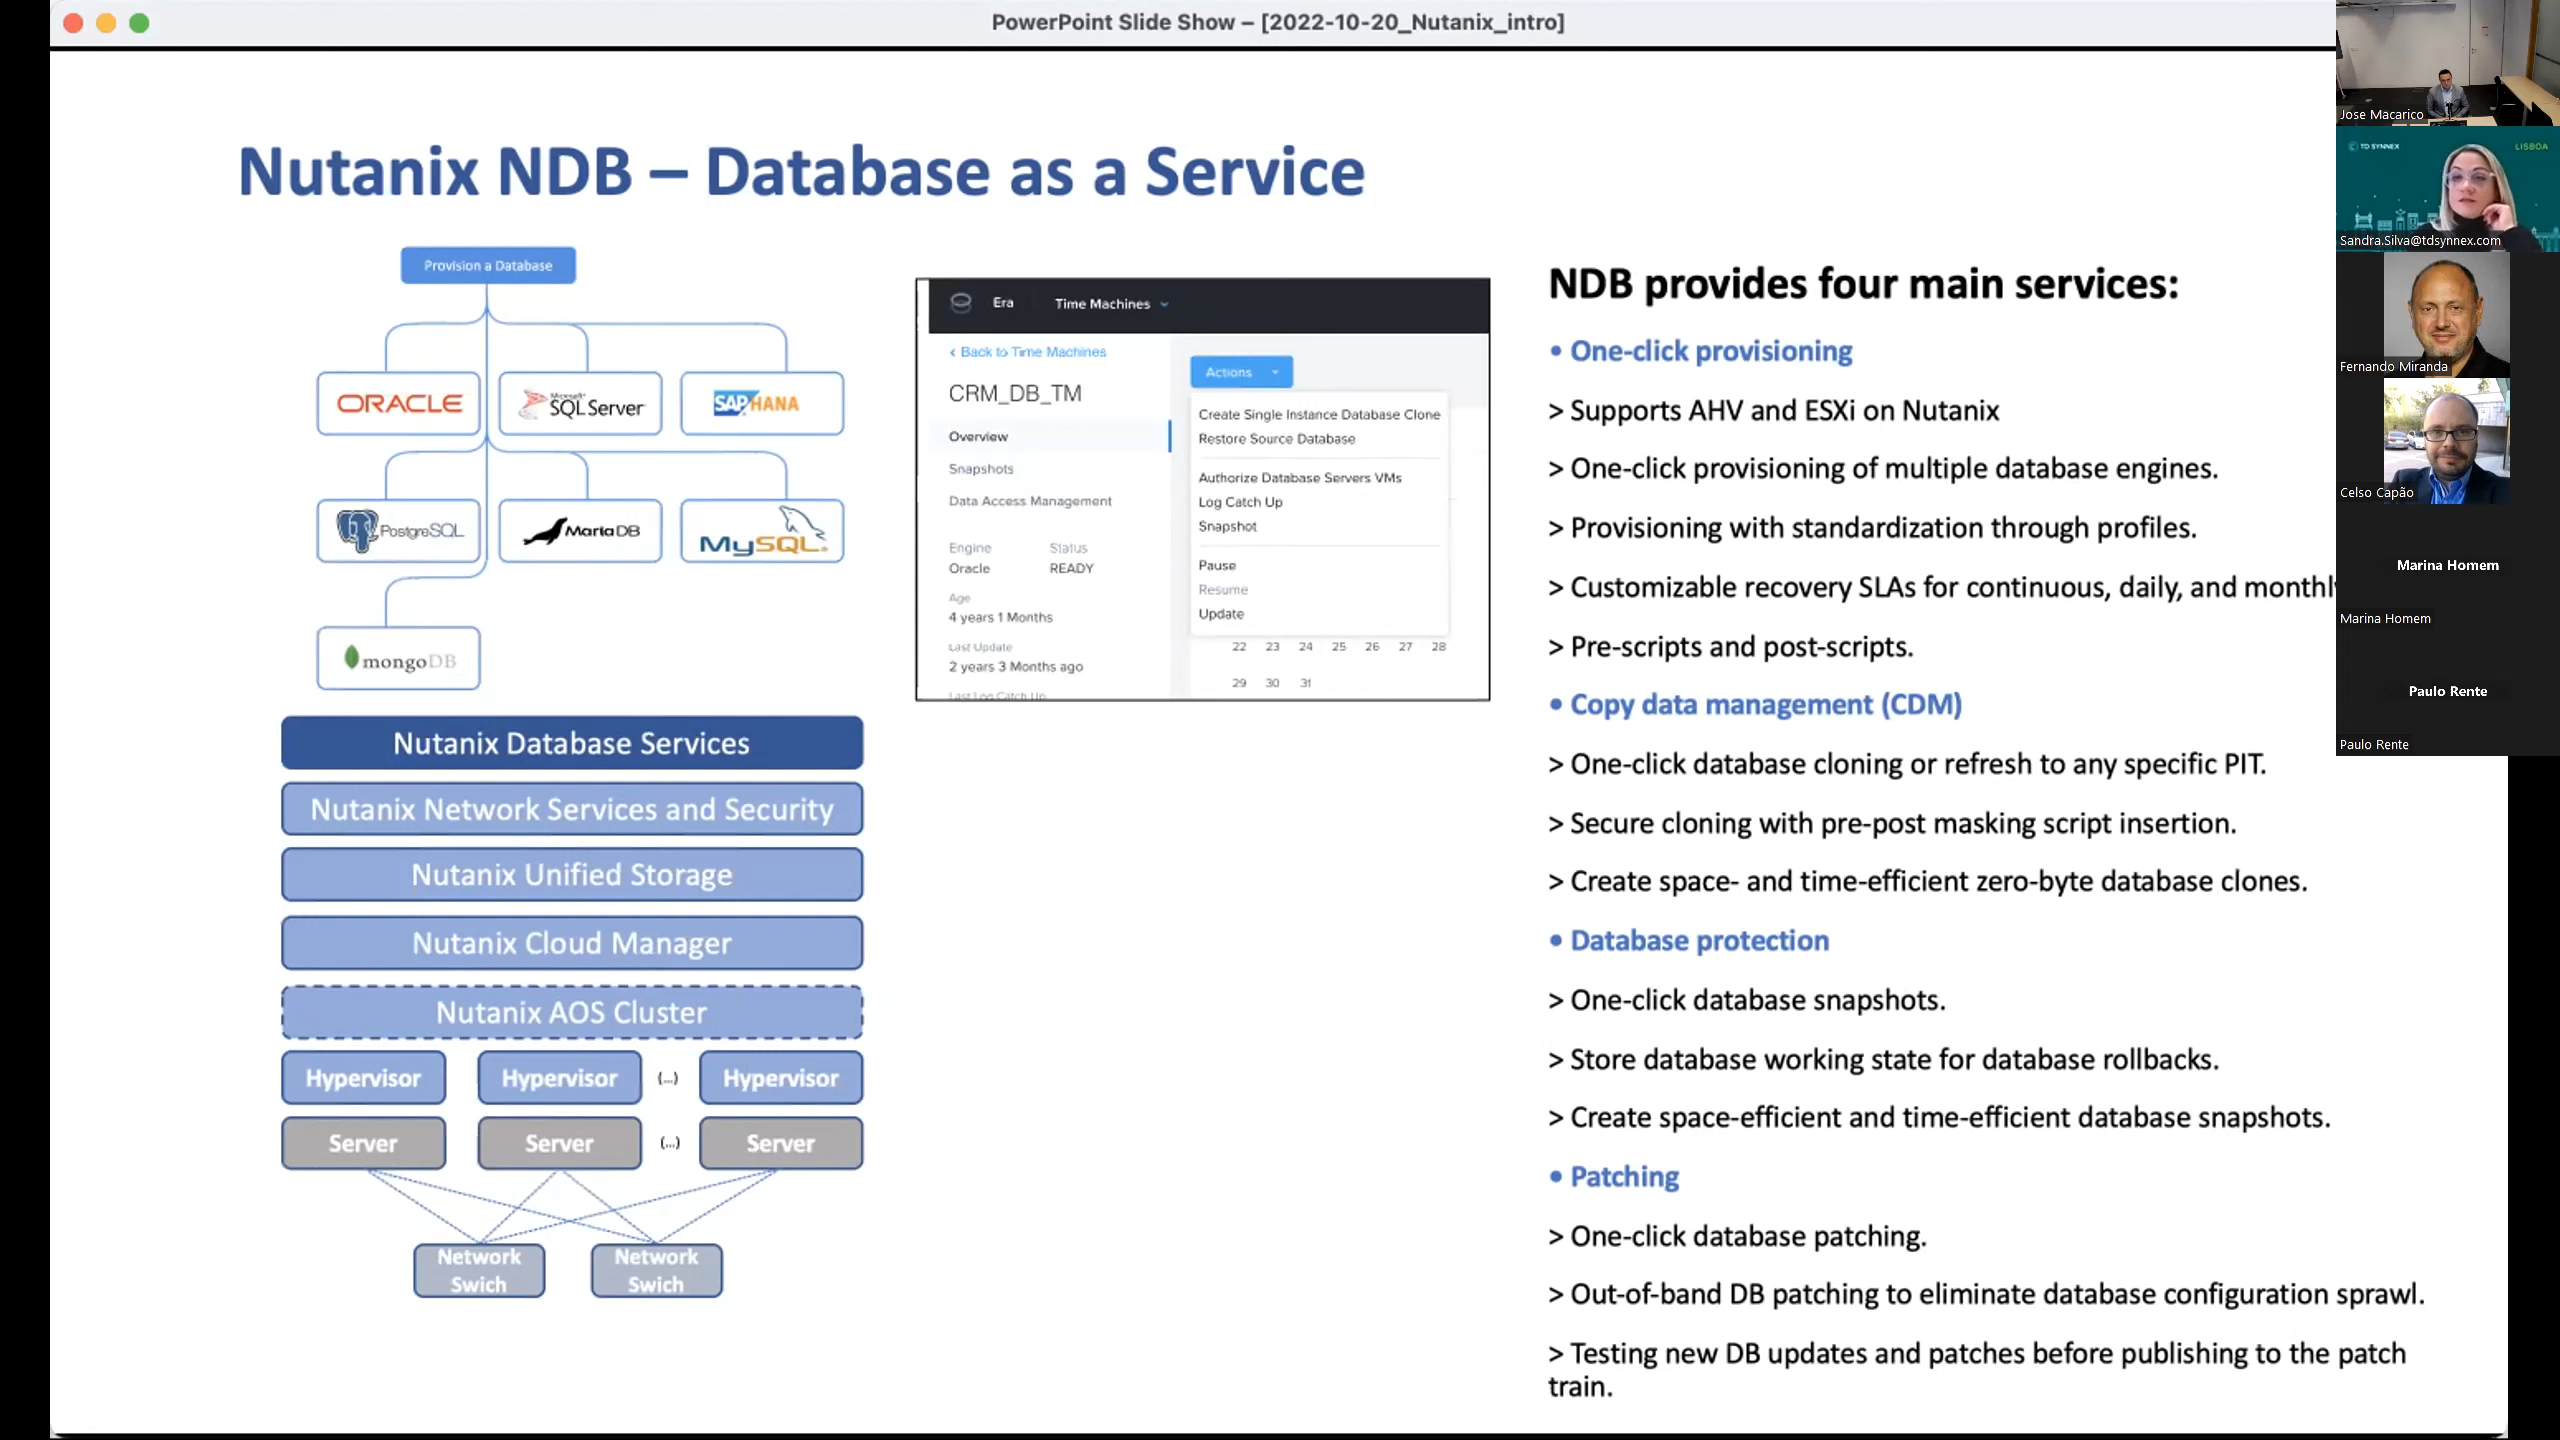 PowerPoint Slide Show – [2022-10-20_Nutanix_intro]
Nutanix NDB – Database as a Service
Provision a Database
ORACLE
Microsoft SQL Server
SAP HANA
PostgreSQL
MariaDB
MySQL
mongoDB
Nutanix Database Services
Nutanix Network Services and Security
Nutanix Unified Storage
Nutanix Cloud Manager
Nutanix AOS Cluster
Hypervisor Hypervisor (...) Hypervisor
Server Server (...) Server
Network Network
Swich Swich
Era Time Machines
< Back to Time Machines
CRM_DB_TM
Overview
Snapshots
Data Access Management
Engine Status
Oracle READY
Age
4 years 1 Months
Last Update
2 years 3 Months ago
Last Log Catch Up
Actions
Create Single Instance Database Clone
Restore Source Database
Authorize Database Servers VMs
Log Catch Up
Snapshot
Pause
Resume
Update
22 23 24 25 26 27 28
29 30 31
NDB provides four main services:
• One-click provisioning
> Supports AHV and ESXi on Nutanix
> One-click provisioning of multiple database engines.
> Provisioning with standardization through profiles.
> Customizable recovery SLAs for continuous, daily, and monthly
> Pre-scripts and post-scripts.
• Copy data management (CDM)
> One-click database cloning or refresh to any specific PIT.
> Secure cloning with pre-post masking script insertion.
> Create space- and time-efficient zero-byte database clones.
• Database protection
> One-click database snapshots.
> Store database working state for database rollbacks.
> Create space-efficient and time-efficient database snapshots.
• Patching
> One-click database patching.
> Out-of-band DB patching to eliminate database configuration sprawl.
> Testing new DB updates and patches before publishing to the patch
train.
Jose Macarico
TD SYNNEX LISBOA
Sandra.Silva@tdsynnex.com
Fernando Miranda
Celso Capão
Marina Homem
Marina Homem
Paulo Rente
Paulo Rente